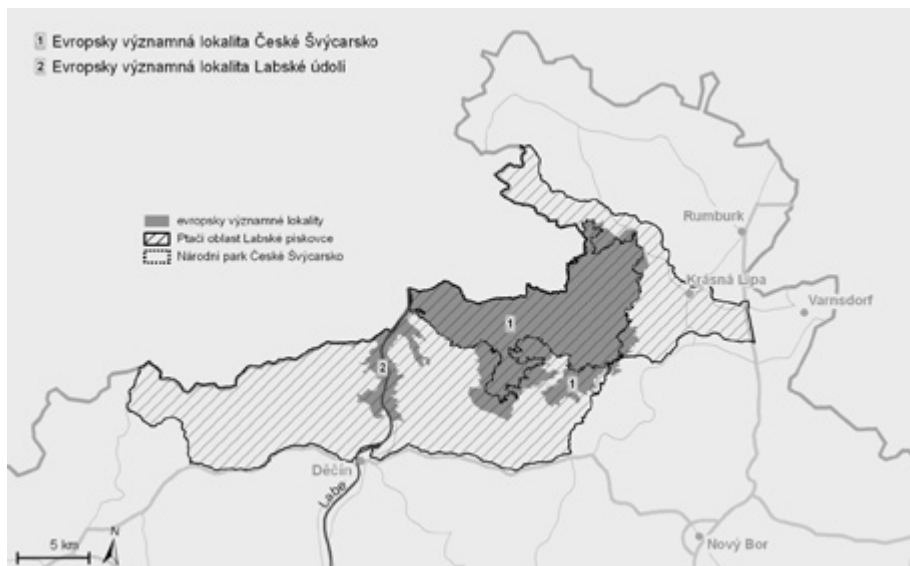 1 Evropsky významná lokalita České Švýcarsko
2 Evropsky významná lokalita Labské údolí
evropsky významné lokality
Ptačí oblast Labské pískovce
Národní park České Švýcarsko
Rumburk
Krásná Lípa
Varnsdorf
1
2
1
Děčín
Labe
5 km
N
Nový Bor